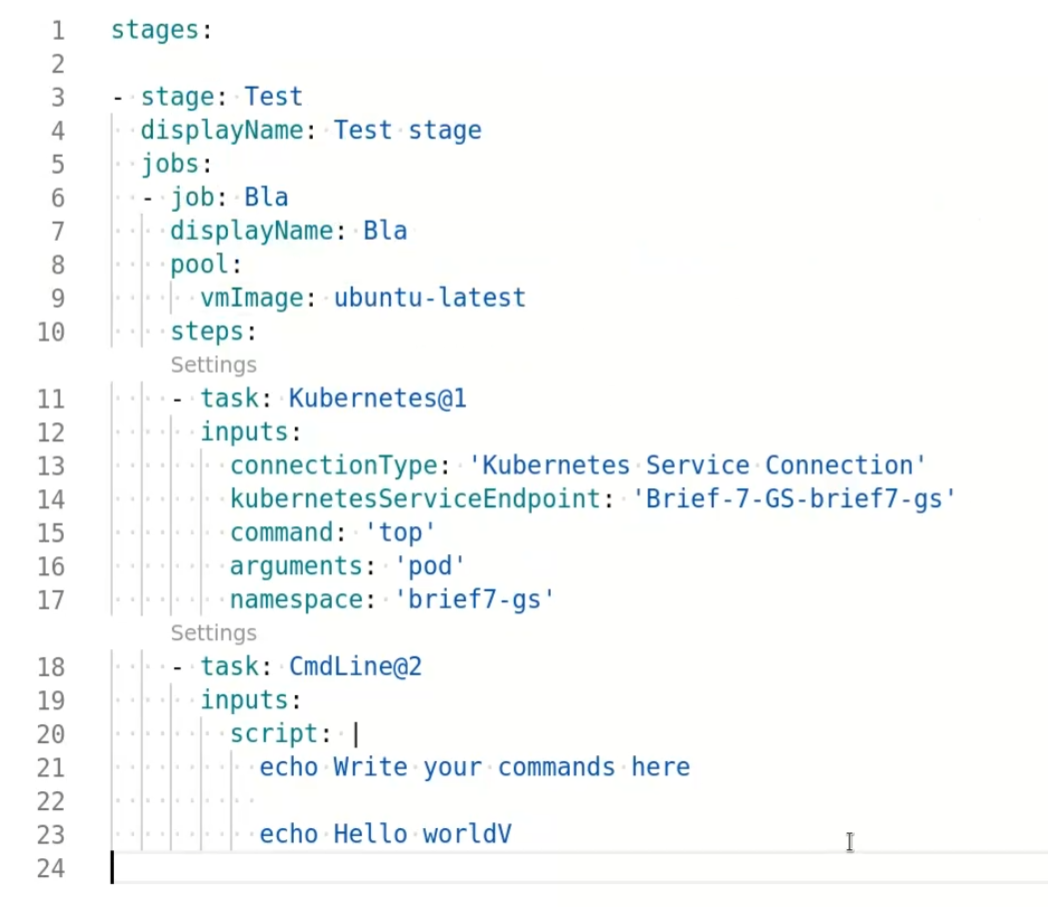 1 stages:
2
3 - stage: Test
4   displayName: Test stage
5   jobs:
6   - job: Bla
7     displayName: Bla
8     pool:
9       vmImage: ubuntu-latest
10     steps:
Settings
11     - task: Kubernetes@1
12       inputs:
13         connectionType: 'Kubernetes Service Connection'
14         kubernetesServiceEndpoint: 'Brief-7-GS-brief7-gs'
15         command: 'top'
16         arguments: 'pod'
17         namespace: 'brief7-gs'
Settings
18     - task: CmdLine@2
19       inputs:
20         script: |
21           echo Write your commands here
22
23           echo Hello worldV
24